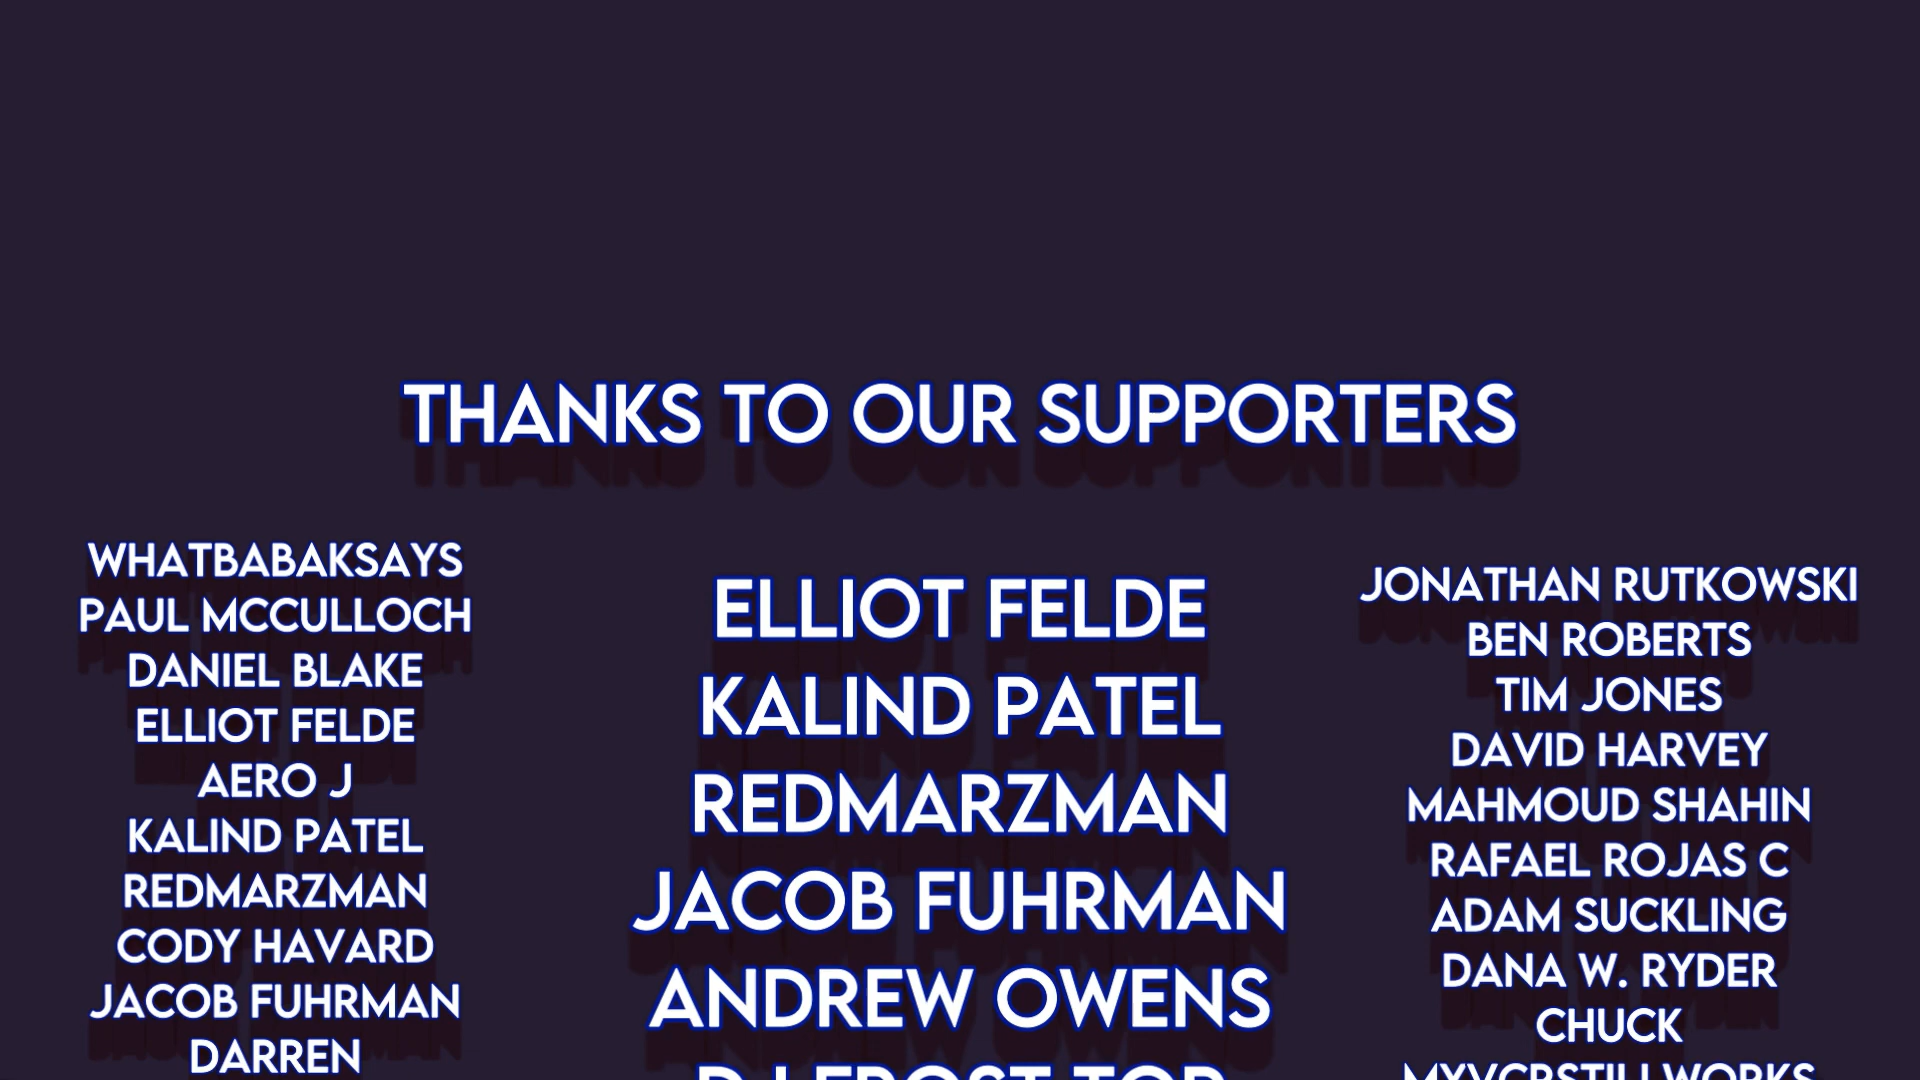 THANKS TO OUR SUPPORTERS
WHATBABAKSAYS
PAUL MCCULLOCH
DANIEL BLAKE
ELLIOT FELDE
AERO J
KALIND PATEL
REDMARZMAN
CODY HAVARD
JACOB FUHRMAN
DARREN
ELLIOT FELDE
KALIND PATEL
REDMARZMAN
JACOB FUHRMAN
ANDREW OWENS
JONATHAN RUTKOWSKI
BEN ROBERTS
TIM JONES
DAVID HARVEY
MAHMOUD SHAHIN
RAFAEL ROJAS C
ADAM SUCKLING
DANA W. RYDER
CHUCK
MYVCRSTILLWORKS